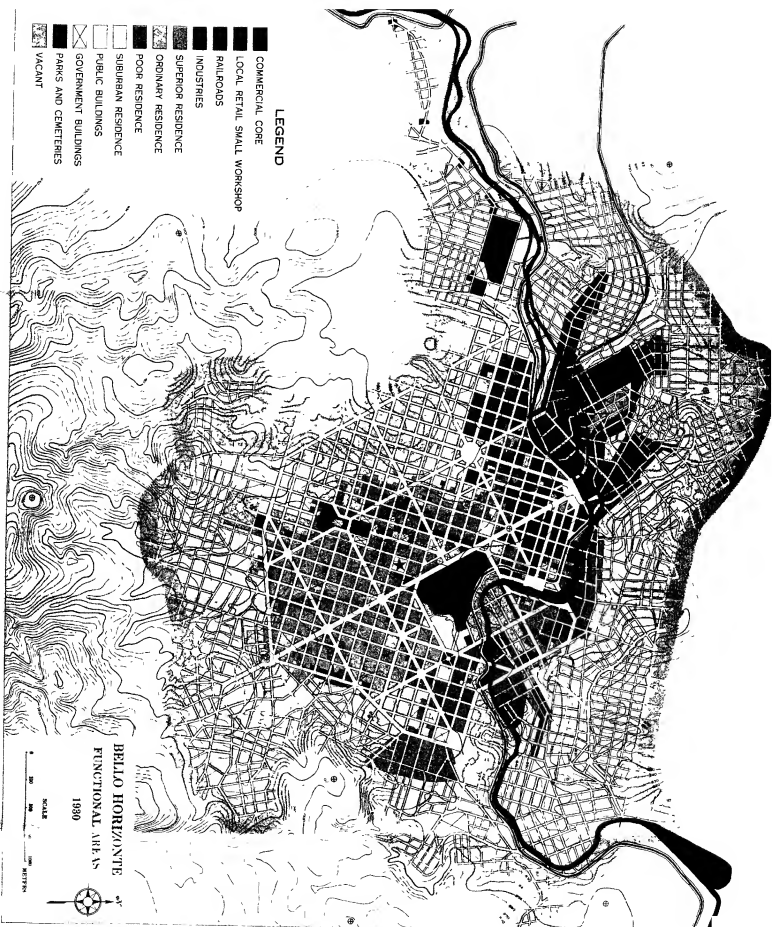 LEGEND
COMMERCIAL CORE
LOCAL RETAIL SMALL WORKSHOP
RAILROADS
INDUSTRIES
SUPERIOR RESIDENCE
ORDINARY RESIDENCE
POOR RESIDENCE
SUBURBAN RESIDENCE
PUBLIC BUILDINGS
GOVERNMENT BUILDINGS
PARKS AND CEMETERIES
VACANT
BELLO HORIZONTE
FUNCTIONAL AREAS
1930
SCALE
METERS